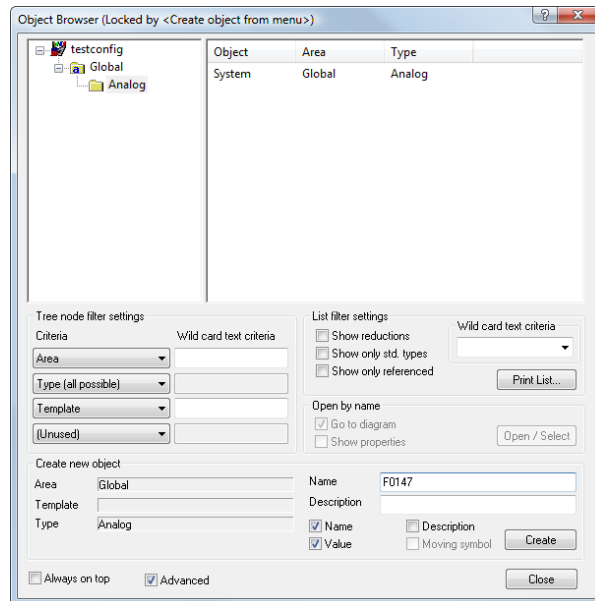 Object Browser (Locked by <Create object from menu>)
testconfig
Global
Analog
Object Area Type
System Global Analog
Tree node filter settings
Criteria Wild card text criteria
Area
Type (all possible)
Template
(Unused)
List filter settings
Show reductions
Show only std. types
Show only referenced
Wild card text criteria
Print List...
Open by name
Go to diagram
Show properties
Open / Select
Create new object
Area Global
Template
Type Analog
Name F0147
Description
Name Description
Value Moving symbol
Create
Always on top Advanced
Close